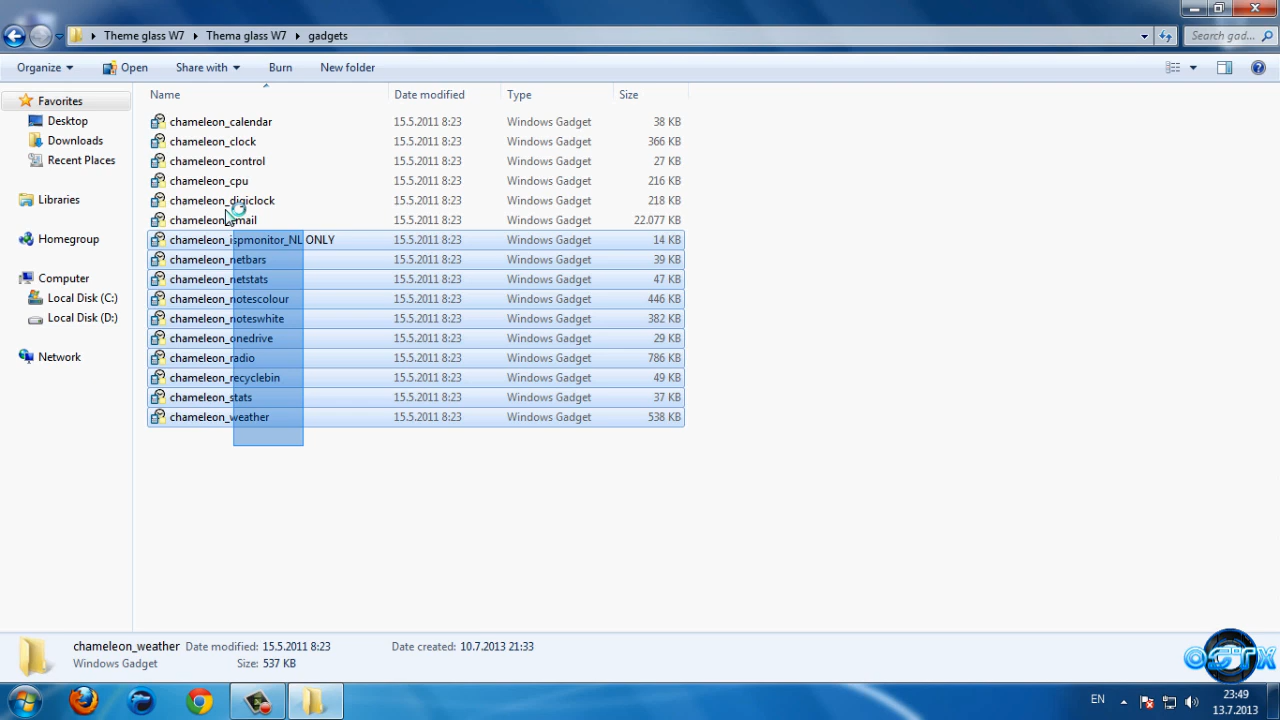 Theme glass W7 Thema glass W7 gadgets Search gad...
Organize Open Share with Burn New folder
Favorites
Desktop
Downloads
Recent Places
Libraries
Homegroup
Computer
Local Disk (C:)
Local Disk (D:)
Network
Name Date modified Type Size
chameleon_calendar 15.5.2011 8:23 Windows Gadget 38 KB
chameleon_clock 15.5.2011 8:23 Windows Gadget 366 KB
chameleon_control 15.5.2011 8:23 Windows Gadget 27 KB
chameleon_cpu 15.5.2011 8:23 Windows Gadget 216 KB
chameleon_digiclock 15.5.2011 8:23 Windows Gadget 218 KB
chameleon_email 15.5.2011 8:23 Windows Gadget 22.077 KB
chameleon_ispmonitor_NL ONLY 15.5.2011 8:23 Windows Gadget 14 KB
chameleon_netbars 15.5.2011 8:23 Windows Gadget 39 KB
chameleon_netstats 15.5.2011 8:23 Windows Gadget 47 KB
chameleon_notescolour 15.5.2011 8:23 Windows Gadget 446 KB
chameleon_noteswhite 15.5.2011 8:23 Windows Gadget 382 KB
chameleon_onedrive 15.5.2011 8:23 Windows Gadget 29 KB
chameleon_radio 15.5.2011 8:23 Windows Gadget 786 KB
chameleon_recyclebin 15.5.2011 8:23 Windows Gadget 49 KB
chameleon_stats 15.5.2011 8:23 Windows Gadget 37 KB
chameleon_weather 15.5.2011 8:23 Windows Gadget 538 KB
chameleon_weather Date modified: 15.5.2011 8:23 Date created: 10.7.2013 21:33
Windows Gadget Size: 537 KB
EN 23:49
13.7.2013